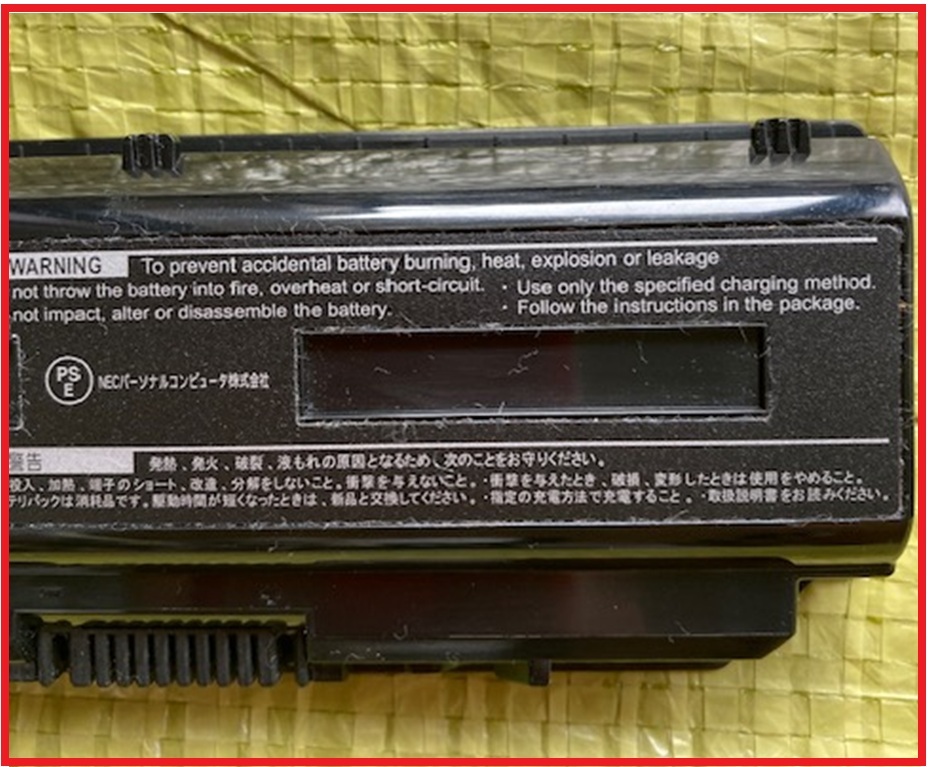 WARNING To prevent accidental battery burning, heat, explosion or leakage
not throw the battery into fire, overheat or short-circuit. ・Use only the specified charging method.
not impact, alter or disassemble the battery. ・Follow the instructions in the package.
PS
E
NECパーソナルコンピュータ株式会社
警告 発熱、発火、破裂、液もれの原因となるため、次のことをお守りください。
投入、加熱、端子のショート、改造、分解をしないこと。衝撃を与えないこと。・衝撃を与えたとき、破損、変形したときは使用をやめること。
テリパックは消耗品です。駆動時間が短くなったときは、新品と交換してください。・指定の充電方法で充電すること。・取扱説明書をお読みください。